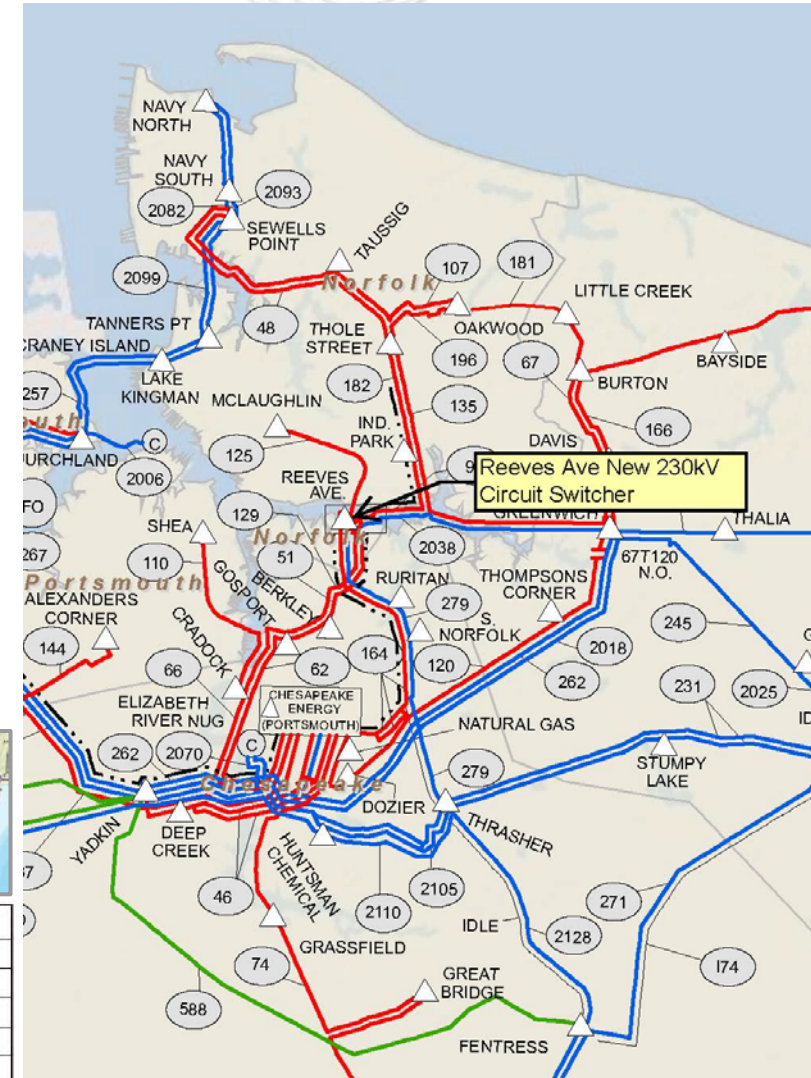 NAVY
NORTH
NAVY
SOUTH
2093
2082
SEWELLS
POINT
TAUSSIG
2099
Norfolk
107
181
LITTLE CREEK
48
TANNERS PT
THOLE
STREET
OAKWOOD
CRANEY ISLAND
196
67
BAYSIDE
LAKE
KINGMAN
182
BURTON
257
MCLAUGHLIN
135
166
outh
IND.
PARK
DAVIS
URCHLAND
C
125
9
Reeves Ave New 230kV
Circuit Switcher
2006
REEVES
AVE.
GREENWICH
FO
129
SHEA
Norfolk
2038
THALIA
267
51
67T120
N.O.
110
GOSPORT
BERKLEY
RURITAN
THOMPSONS
CORNER
Portsmouth
ALEXANDERS
CORNER
279
S.
NORFOLK
245
144
CRADOCK
164
2018
66
62
120
262
231
2025
ID
ELIZABETH
RIVER NUG
CHESAPEAKE
ENERGY
(PORTSMOUTH)
NATURAL GAS
262
2070
C
279
STUMPY
LAKE
Chesapeake
DOZIER
THRASHER
YADKIN
DEEP
CREEK
HUNTSMAN
CHEMICAL
46
2105
2110
271
IDLE
2128
GRASSFIELD
74
GREAT
BRIDGE
I74
588
FENTRESS